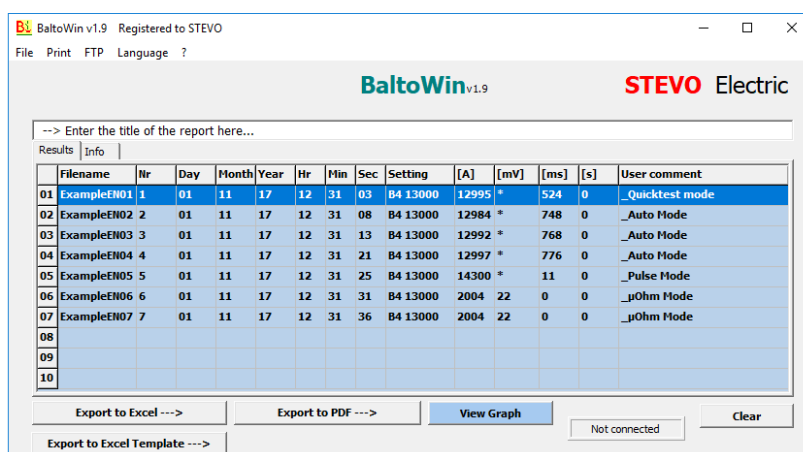 BaltoWin v1.9 Registered to STEVO
File Print FTP Language ?
BaltoWin v1.9 STEVO Electric
--> Enter the title of the report here...
Results Info
Filename Nr Day Month Year Hr Min Sec Setting [A] [mV] [ms] [s] User comment
01 ExampleEN01 1 01 11 17 12 31 03 B4 13000 12995 * 524 0 _Quicktest mode
02 ExampleEN02 2 01 11 17 12 31 08 B4 13000 12984 * 748 0 _Auto Mode
03 ExampleEN03 3 01 11 17 12 31 13 B4 13000 12992 * 768 0 _Auto Mode
04 ExampleEN04 4 01 11 17 12 31 21 B4 13000 12997 * 776 0 _Auto Mode
05 ExampleEN05 5 01 11 17 12 31 25 B4 13000 14300 * 11 0 _Pulse Mode
06 ExampleEN06 6 01 11 17 12 31 31 B4 13000 2004 22 0 0 _µOhm Mode
07 ExampleEN07 7 01 11 17 12 31 36 B4 13000 2004 22 0 0 _µOhm Mode
08
09
10
Export to Excel ---> Export to PDF ---> View Graph Not connected Clear
Export to Excel Template --->